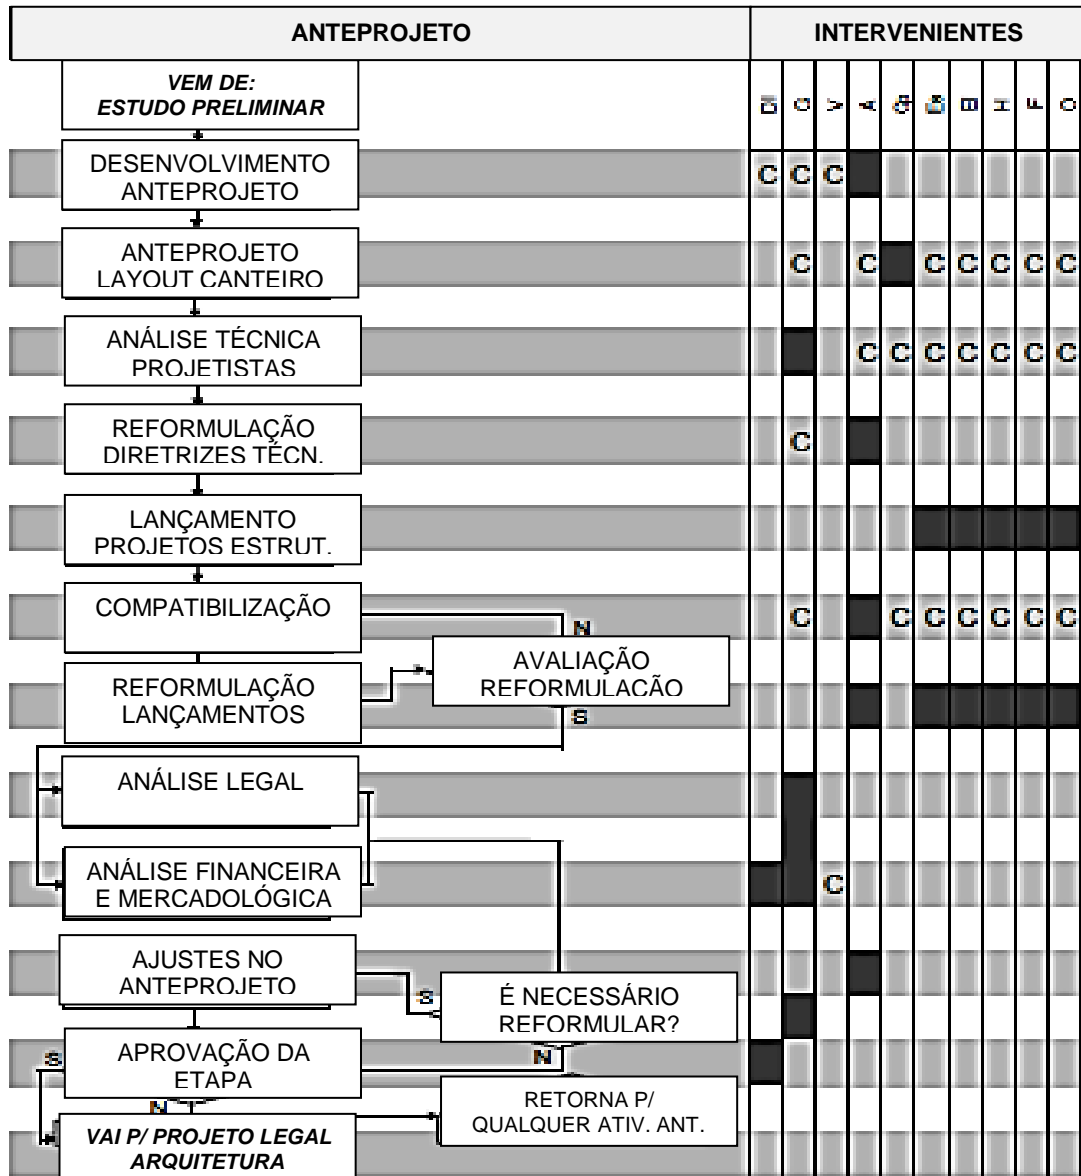 ANTEPROJETO
INTERVENIENTES
VEM DE:
ESTUDO PRELIMINAR
G V A E H F O
DESENVOLVIMENTO
ANTEPROJETO
C C C
ANTEPROJETO
LAYOUT CANTEIRO
C C C C C C C
ANÁLISE TÉCNICA
PROJETISTAS
C C C C C C C
REFORMULAÇÃO
DIRETRIZES TÉCN.
C
LANÇAMENTO
PROJETOS ESTRUT.
COMPATIBILIZAÇÃO
N
C C C C C C C
AVALIAÇÃO
REFORMULAÇÃO
S
REFORMULAÇÃO
LANÇAMENTOS
ANÁLISE LEGAL
ANÁLISE FINANCEIRA
E MERCADOLÓGICA
C
AJUSTES NO
ANTEPROJETO
S
É NECESSÁRIO
REFORMULAR?
N
S
APROVAÇÃO DA
ETAPA
N
RETORNA P/
QUALQUER ATIV. ANT.
VAI P/ PROJETO LEGAL
ARQUITETURA